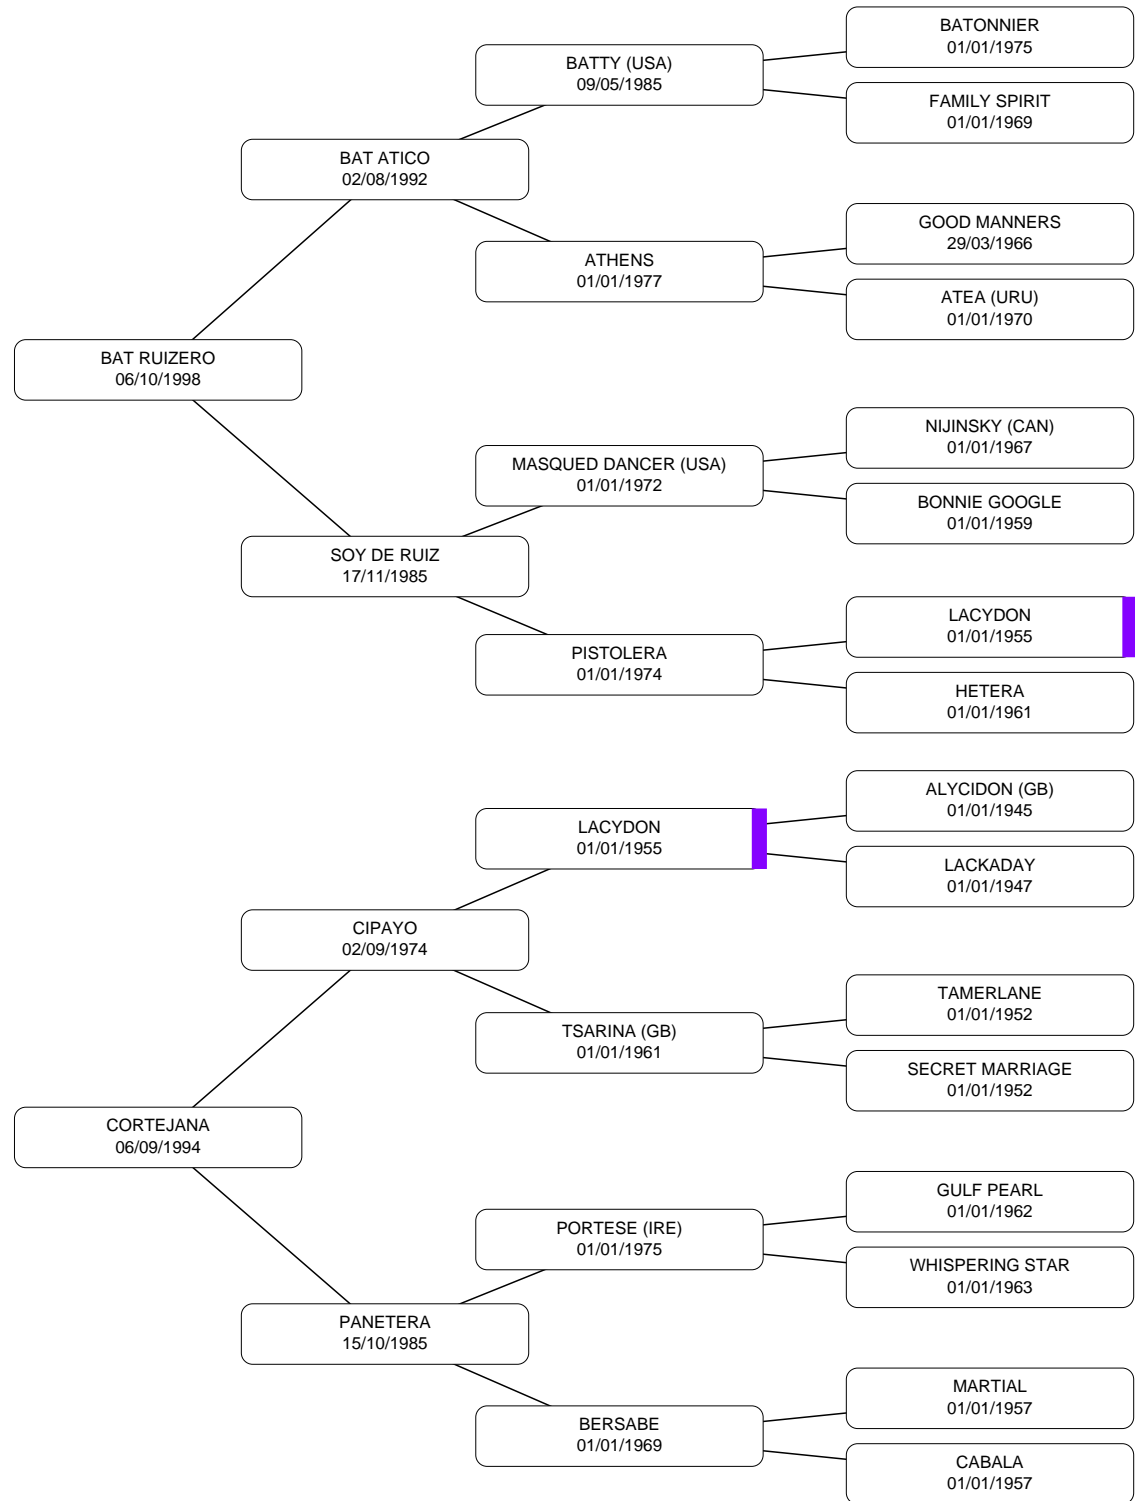 BATONNIER
01/01/1975
BATTY (USA)
09/05/1985
FAMILY SPIRIT
01/01/1969
BAT ATICO
02/08/1992
GOOD MANNERS
29/03/1966
ATHENS
01/01/1977
ATEA (URU)
01/01/1970
BAT RUIZERO
06/10/1998
NIJINSKY (CAN)
01/01/1967
MASQUED DANCER (USA)
01/01/1972
BONNIE GOOGLE
01/01/1959
SOY DE RUIZ
17/11/1985
LACYDON
01/01/1955
PISTOLERA
01/01/1974
HETERA
01/01/1961
ALYCIDON (GB)
01/01/1945
LACYDON
01/01/1955
LACKADAY
01/01/1947
CIPAYO
02/09/1974
TAMERLANE
01/01/1952
TSARINA (GB)
01/01/1961
SECRET MARRIAGE
01/01/1952
CORTEJANA
06/09/1994
GULF PEARL
01/01/1962
PORTESE (IRE)
01/01/1975
WHISPERING STAR
01/01/1963
PANETERA
15/10/1985
MARTIAL
01/01/1957
BERSABE
01/01/1969
CABALA
01/01/1957